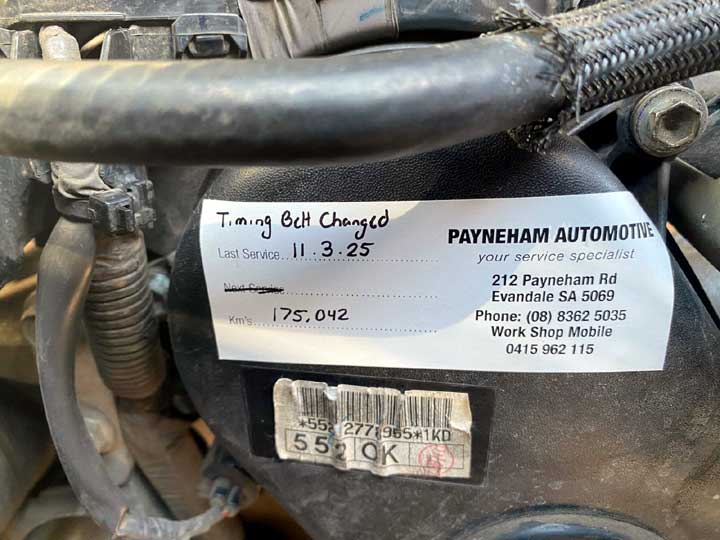 Timing Belt Changed
Last Service 11.3.25
Next Service
Km's 175,042
PAYNEHAM AUTOMOTIVE
your service specialist
212 Payneham Rd
Evandale SA 5069
Phone: (08) 8362 5035
Work Shop Mobile
0415 962 115
*1KD
552 OK